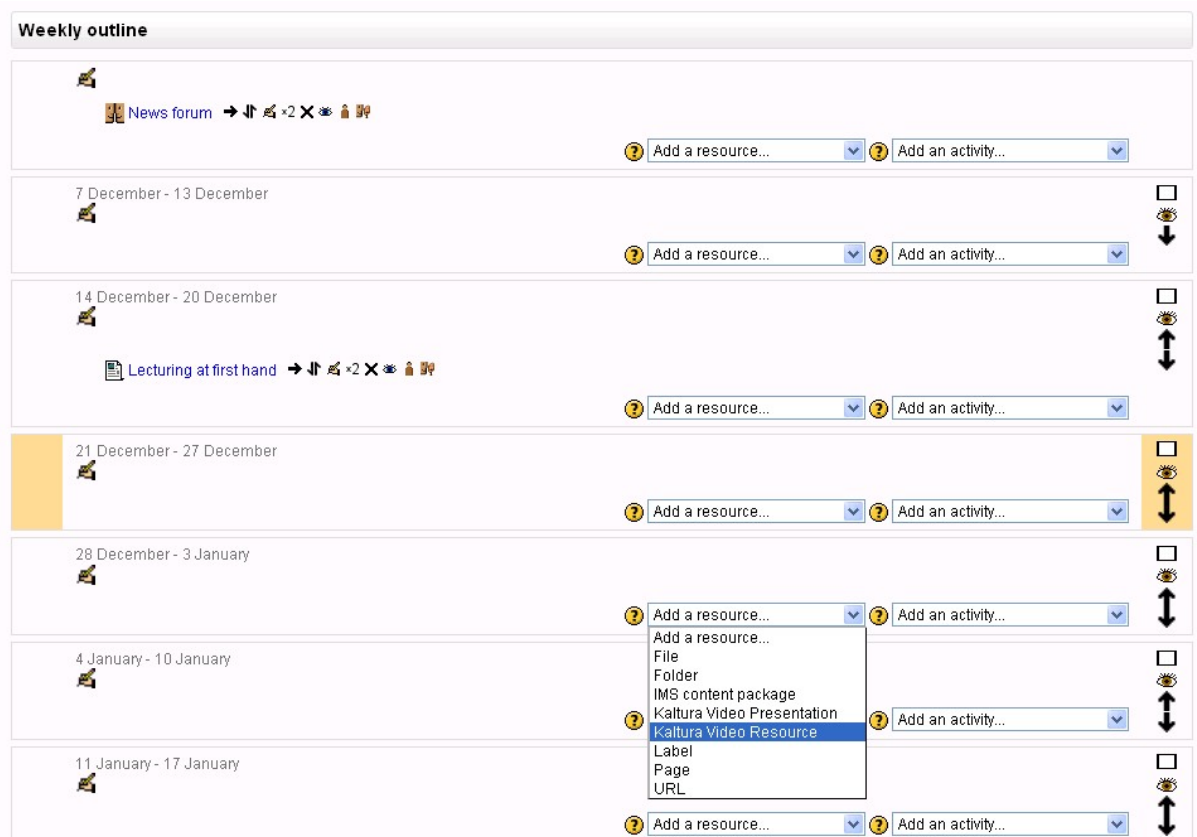 Weekly outline
News forum ×2
Add a resource... Add an activity...
7 December - 13 December
Add a resource... Add an activity...
14 December - 20 December
Lecturing at first hand ×2
Add a resource... Add an activity...
21 December - 27 December
Add a resource... Add an activity...
28 December - 3 January
Add a resource... Add an activity...
Add a resource...
File
Folder
IMS content package
Kaltura Video Presentation
Kaltura Video Resource
Label
Page
URL
4 January - 10 January
Add an activity...
11 January - 17 January
Add a resource... Add an activity...